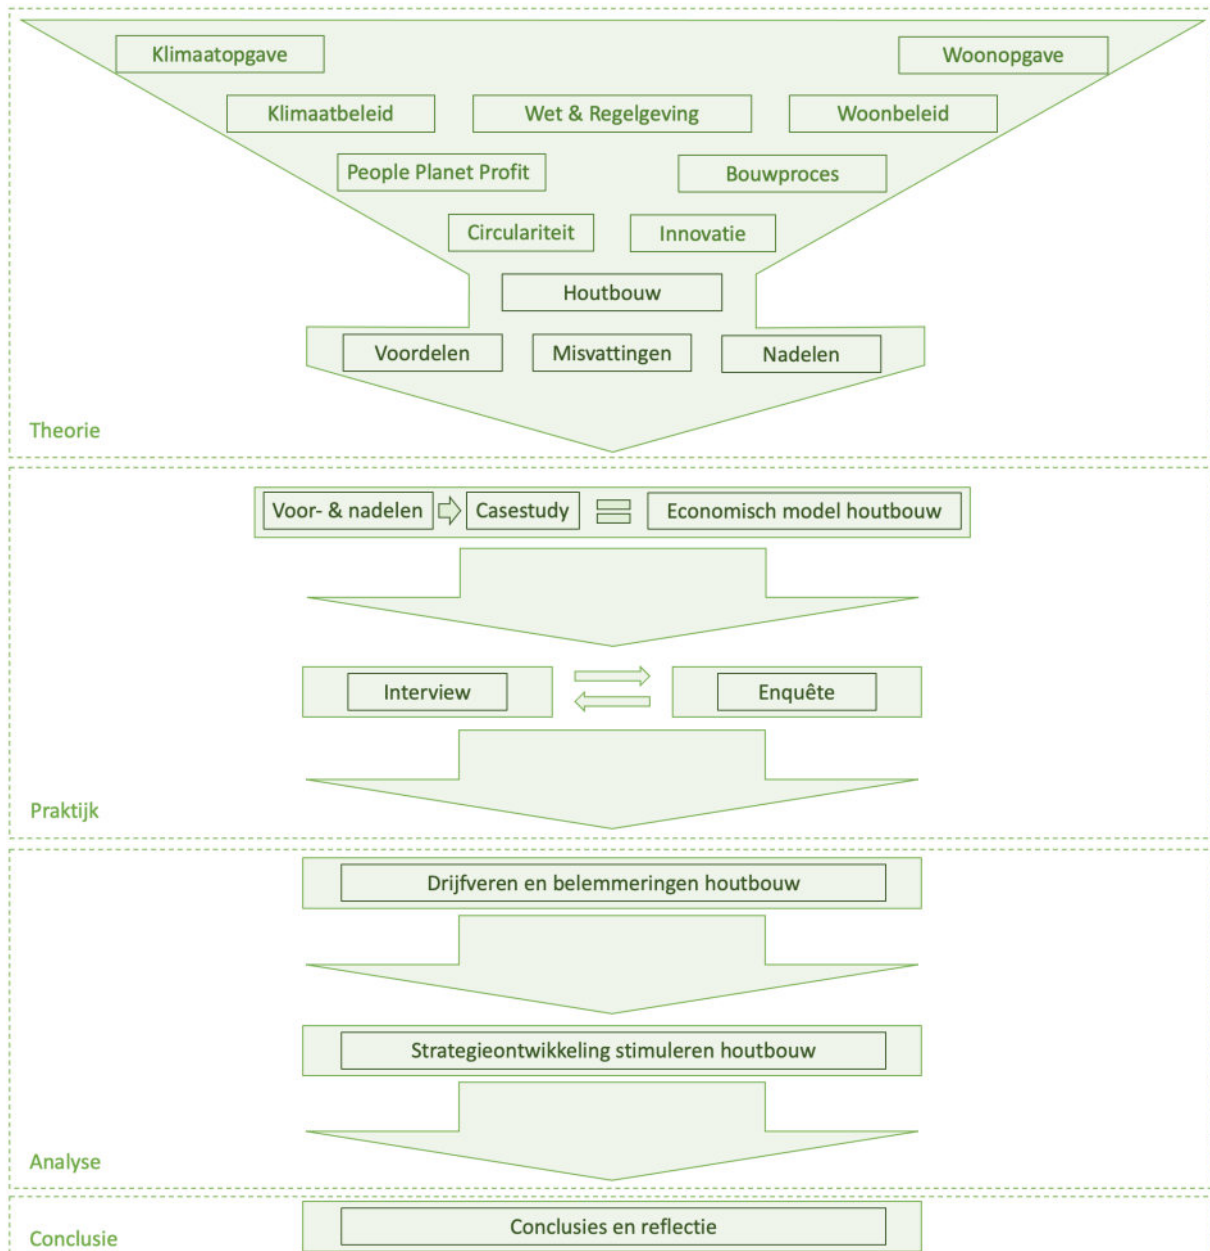 Klimaatopgave
Woonopgave
Klimaatbeleid
Wet & Regelgeving
Woonbeleid
People Planet Profit
Bouwproces
Circulariteit
Innovatie
Houtbouw
Voordelen
Misvattingen
Nadelen
Theorie
Voor- & nadelen
Casestudy
Economisch model houtbouw
Interview
Enquête
Praktijk
Drijfveren en belemmeringen houtbouw
Strategieontwikkeling stimuleren houtbouw
Analyse
Conclusies en reflectie
Conclusie